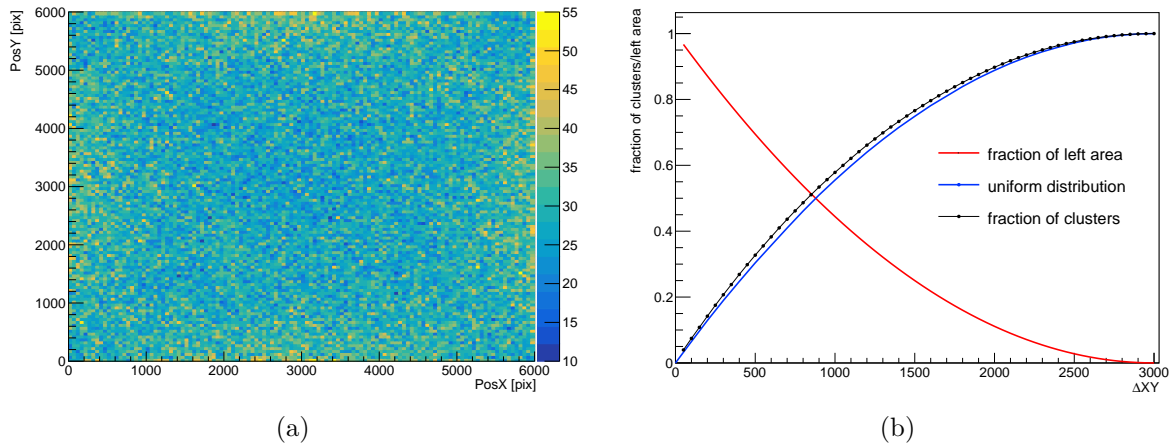 PosY [pix]
6000
5000
4000
3000
2000
1000
0
0 1000 2000 3000 4000 5000 6000
PosX [pix]
55
50
45
40
35
30
25
20
15
10
(a)
fraction of clusters/left area
1
0.8
0.6
0.4
0.2
0
fraction of left area
uniform distribution
fraction of clusters
0 500 1000 1500 2000 2500 3000
ΔXY
(b)